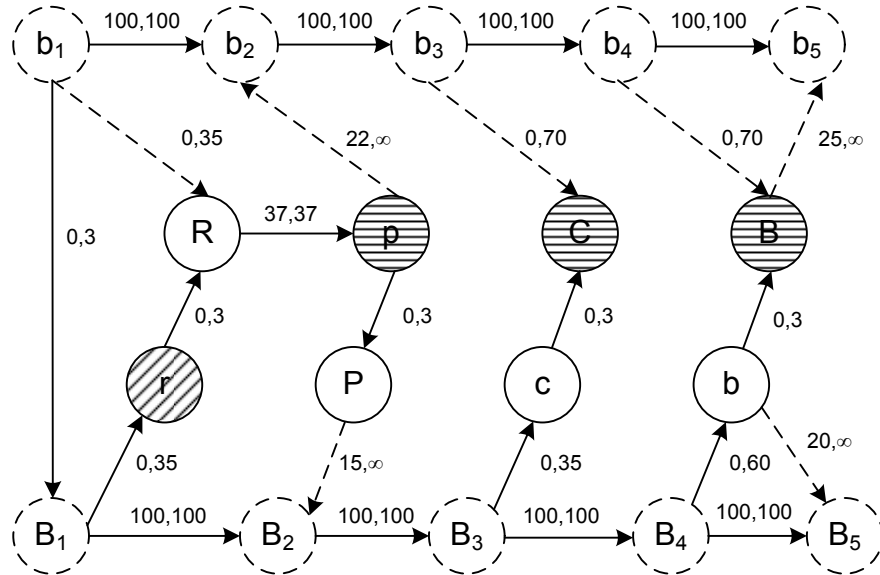 100,100 100,100 100,100 100,100
b1 b2 b3 b4 b5
0,35 22,∞ 0,70 0,70 25,∞
R 37,37 p C B
0,3
0,3 0,3 0,3 0,3
r P c b
0,35 15,∞ 0,35 0,60 20,∞
100,100 100,100 100,100 100,100
B1 B2 B3 B4 B5